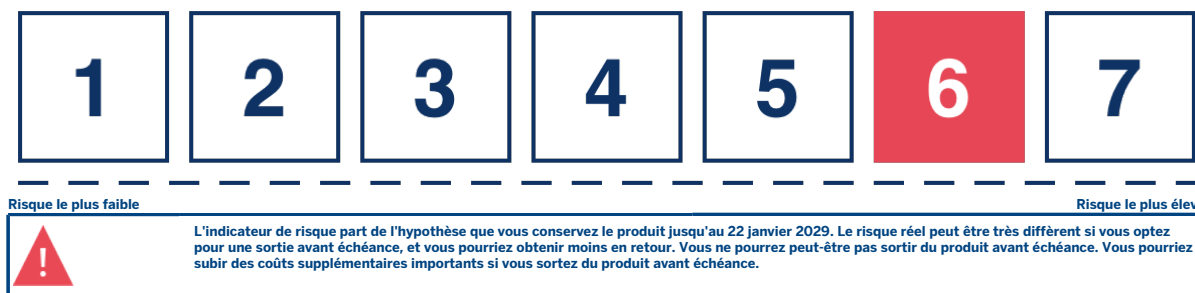 1 2 3 4 5 6 7
Risque le plus faible Risque le plus élev
!
L'indicateur de risque part de l'hypothèse que vous conservez le produit jusqu'au 22 janvier 2029. Le risque réel peut être très diffèrent si vous optez
pour une sortie avant échéance, et vous pourriez obtenir moins en retour. Vous ne pourrez peut-être pas sortir du produit avant échéance. Vous pourriez
subir des coûts supplémentaires importants si vous sortez du produit avant échéance.